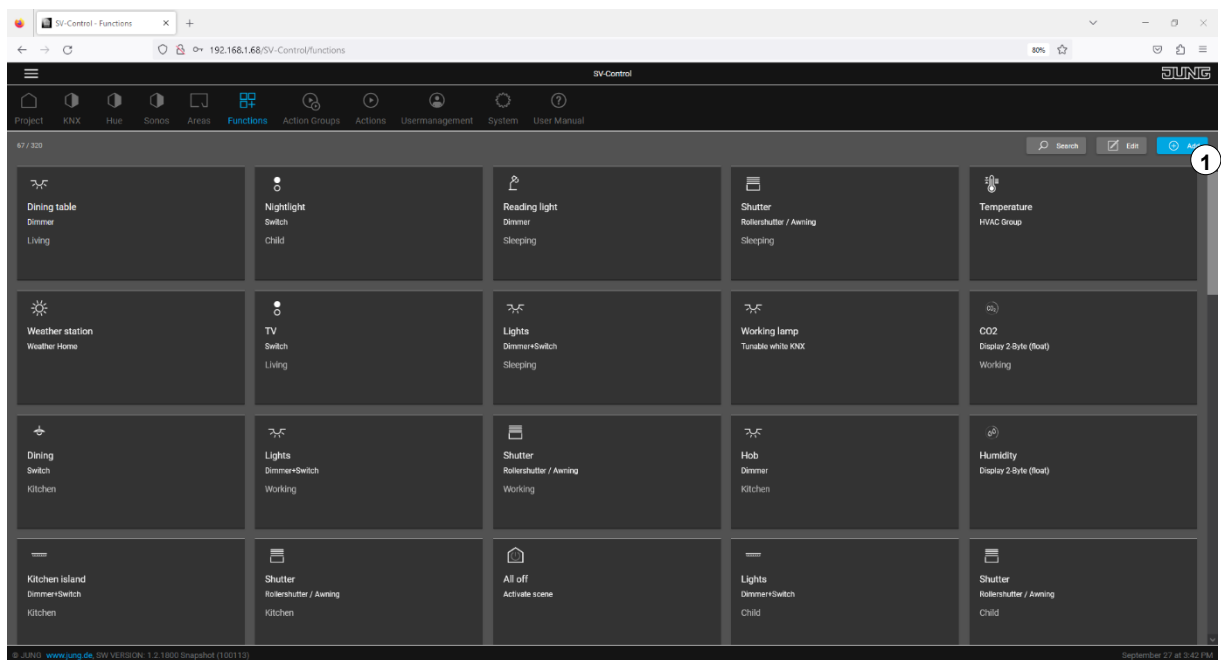 SV-Control - Functions
192.168.1.68/SV-Control/functions
80%
SV-Control
JUNG
Project KNX Hue Sonos Areas Functions Action Groups Actions Usermanagement System User Manual
67 / 320
Search Edit
1
Dining table
Dimmer
Living
Nightlight
Switch
Child
Reading light
Dimmer
Sleeping
Shutter
Rollershutter / Awning
Sleeping
Temperature
HVAC Group
Weather station
Weather Home
TV
Switch
Living
Lights
Dimmer+Switch
Sleeping
Working lamp
Tunable white KNX
CO2
Display 2-Byte (float)
Working
Dining
Switch
Kitchen
Lights
Dimmer+Switch
Working
Shutter
Rollershutter / Awning
Working
Hob
Dimmer
Kitchen
Humidity
Display 2-Byte (float)
Kitchen island
Dimmer+Switch
Kitchen
Shutter
Rollershutter / Awning
Kitchen
All off
Activate scene
Lights
Dimmer+Switch
Child
Shutter
Rollershutter / Awning
Child
© JUNG www.jung.de, SW VERSION: 1.2.1800 Snapshot (100113)
September 27 at 3:42 PM